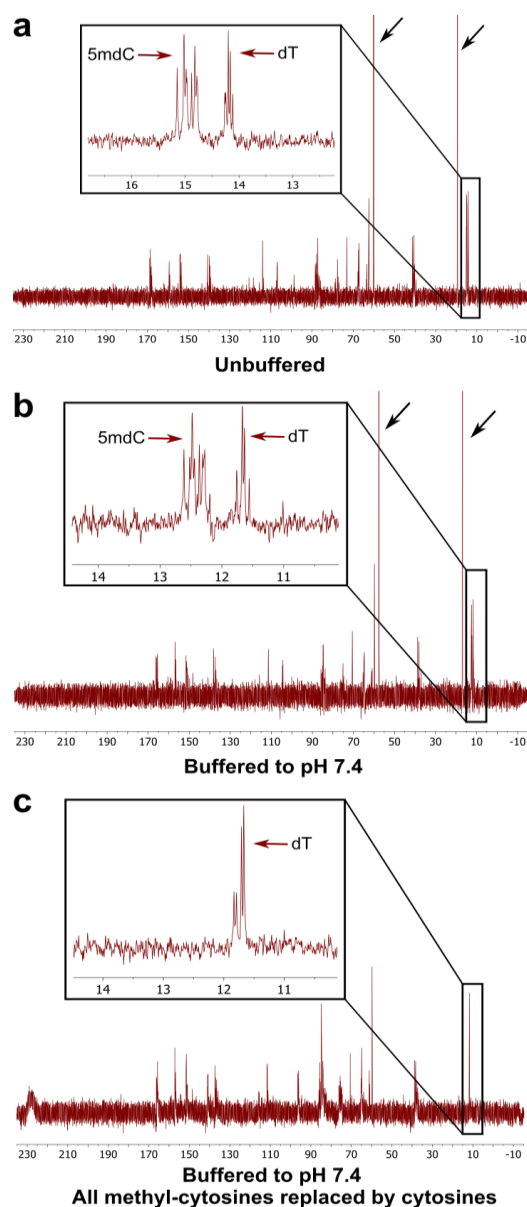 a
5mdC
dT
16 15 14 13
230 210 190 170 150 130 110 90 70 50 30 10 -10
Unbuffered
b
5mdC
dT
14 13 12 11
230 210 190 170 150 130 110 90 70 50 30 10 -10
Buffered to pH 7.4
c
dT
14 13 12 11
230 210 190 170 150 130 110 90 70 50 30 10 -10
Buffered to pH 7.4
All methyl-cytosines replaced by cytosines